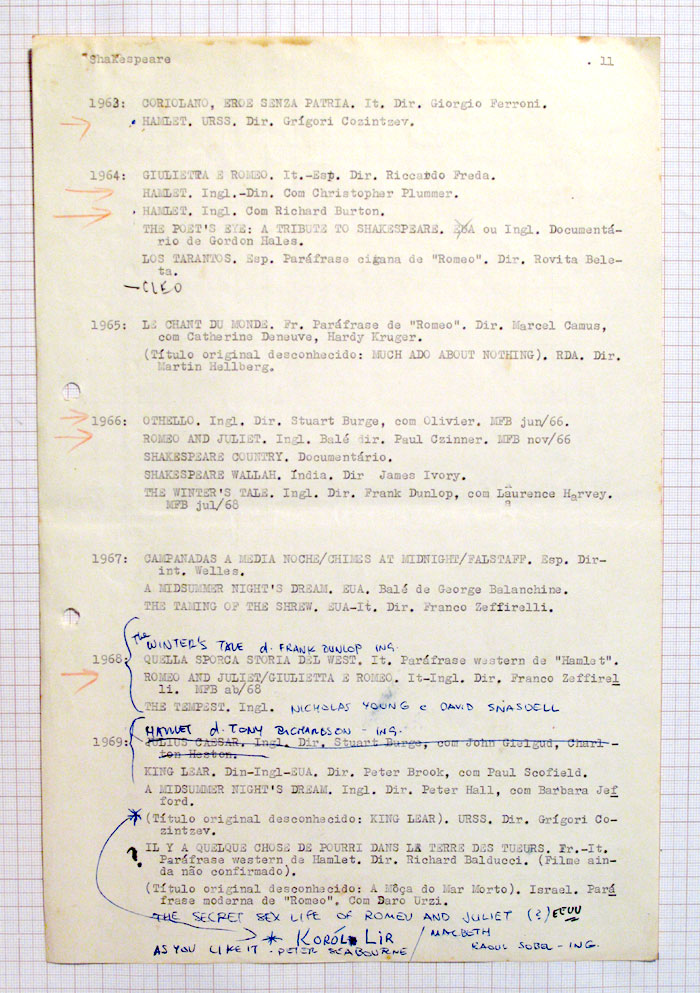 Shakespeare . 11
1963: CORIOLANO, EROE SENZA PATRIA. It. Dir. Giorgio Ferroni.
HAMLET. URSS. Dir. Grígori Cozintzev.
1964: GIULIETTA E ROMEO. It.-Esp. Dir. Riccardo Freda.
HAMLET. Ingl.-Din. Com Christopher Plummer.
HAMLET. Ingl. Com Richard Burton.
THE POET'S EYE: A TRIBUTE TO SHAKESPEARE. EUA ou Ingl. Documentá-
rio de Gordon Hales.
LOS TARANTOS. Esp. Paráfrase cigana de "Romeo". Dir. Rovita Bele-
ta.
— CLEO
1965: LE CHANT DU MONDE. Fr. Paráfrase de "Romeo". Dir. Marcel Camus,
com Catherine Deneuve, Hardy Kruger.
(Título original desconhecido: MUCH ADO ABOUT NOTHING). RDA. Dir.
Martin Hellberg.
1966: OTHELLO. Ingl. Dir. Stuart Burge, com Olivier. MFB jun/66.
ROMEO AND JULIET. Ingl. Balé dir. Paul Czinner. MFB nov/66
SHAKESPEARE COUNTRY. Documentário.
SHAKESPEARE WALLAH. Índia. Dir James Ivory.
THE WINTER'S TALE. Ingl. Dir. Frank Dunlop, com Laurence Harvey.
MFB jul/68
1967: CAMPANADAS A MEDIA NOCHE/CHIMES AT MIDNIGHT/FALSTAFF. Esp. Dir-
int. Welles.
A MIDSUMMER NIGHT'S DREAM. EUA. Balé de George Balanchine.
THE TAMING OF THE SHREW. EUA-It. Dir. Franco Zeffirelli.
The WINTER'S TALE d. FRANK DUNLOP ING.
1968: QUELLA SPORCA STORIA DEL WEST. It. Paráfrase western de "Hamlet".
ROMEO AND JULIET/GIULIETTA E ROMEO. It-Ingl. Dir. Franco Zeffirel
li. MFB ab/68
THE TEMPEST. Ingl. NICHOLAS YOUNG e DAVID SNASDELL
HAMLET d. TONY RICHARDSON - ING.
1969: JULIUS CAESAR. Ingl. Dir. Stuart Burge, com John Gielgud, Charl-
ton Heston.
KING LEAR. Din-Ingl-EUA. Dir. Peter Brook, com Paul Scofield.
A MIDSUMMER NIGHT'S DREAM. Ingl. Dir. Peter Hall, com Barbara Jef
ford.
(Título original desconhecido: KING LEAR). URSS. Dir. Grígori Co-
zintzev.
? IL Y A QUELQUE CHOSE DE POURRI DANS LE TERRE DES TUEURS. Fr.-It.
Paráfrase western de Hamlet. Dir. Richard Balducci. (Filme ain-
da não confirmado).
(Título original desconhecido: A Môça do Mar Morto). Israel. Pará
frase moderna de "Romeo". Com Daro Urzi.
THE SECRET SEX LIFE OF ROMEU AND JULIET (?) EEUU
* KORÓL LIR / MACBETH
AS YOU LIKE IT - PETER SEABOURNE RAOUL SOBEL - ING.